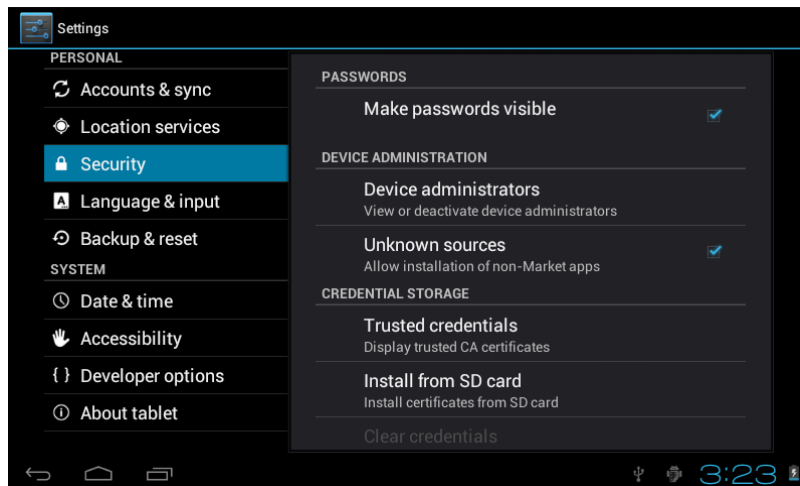 Settings
PERSONAL
Accounts & sync
Location services
Security
Language & input
Backup & reset
SYSTEM
Date & time
Accessibility
{ } Developer options
About tablet
PASSWORDS
Make passwords visible
DEVICE ADMINISTRATION
Device administrators
View or deactivate device administrators
Unknown sources
Allow installation of non-Market apps
CREDENTIAL STORAGE
Trusted credentials
Display trusted CA certificates
Install from SD card
Install certificates from SD card
Clear credentials
3:23